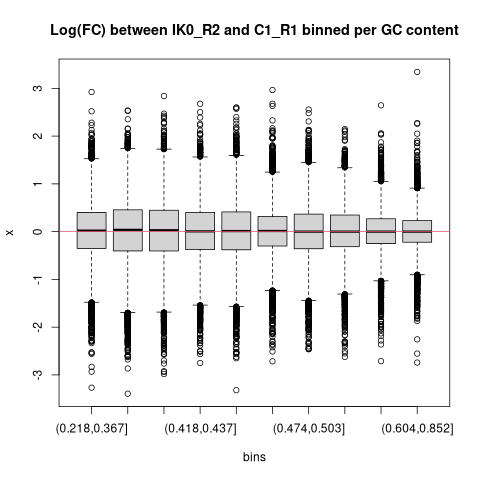 Log(FC) between IK0_R2 and C1_R1 binned per GC content
3
2
1
0
-1
-2
-3
x
(0.218,0.367] (0.418,0.437] (0.474,0.503] (0.604,0.852]
bins